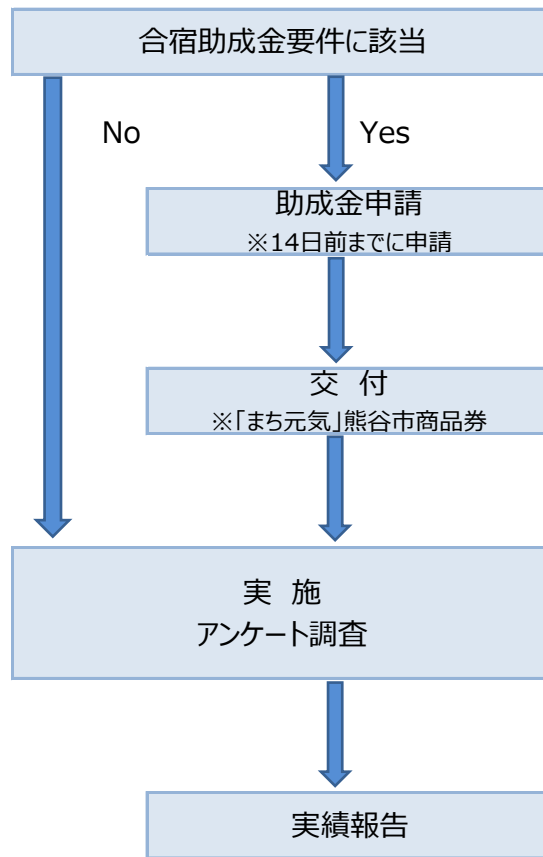 合宿助成金要件に該当
No
Yes
助成金申請
※14日前までに申請
交 付
※「まち元気」熊谷市商品券
実 施
アンケート調査
実績報告